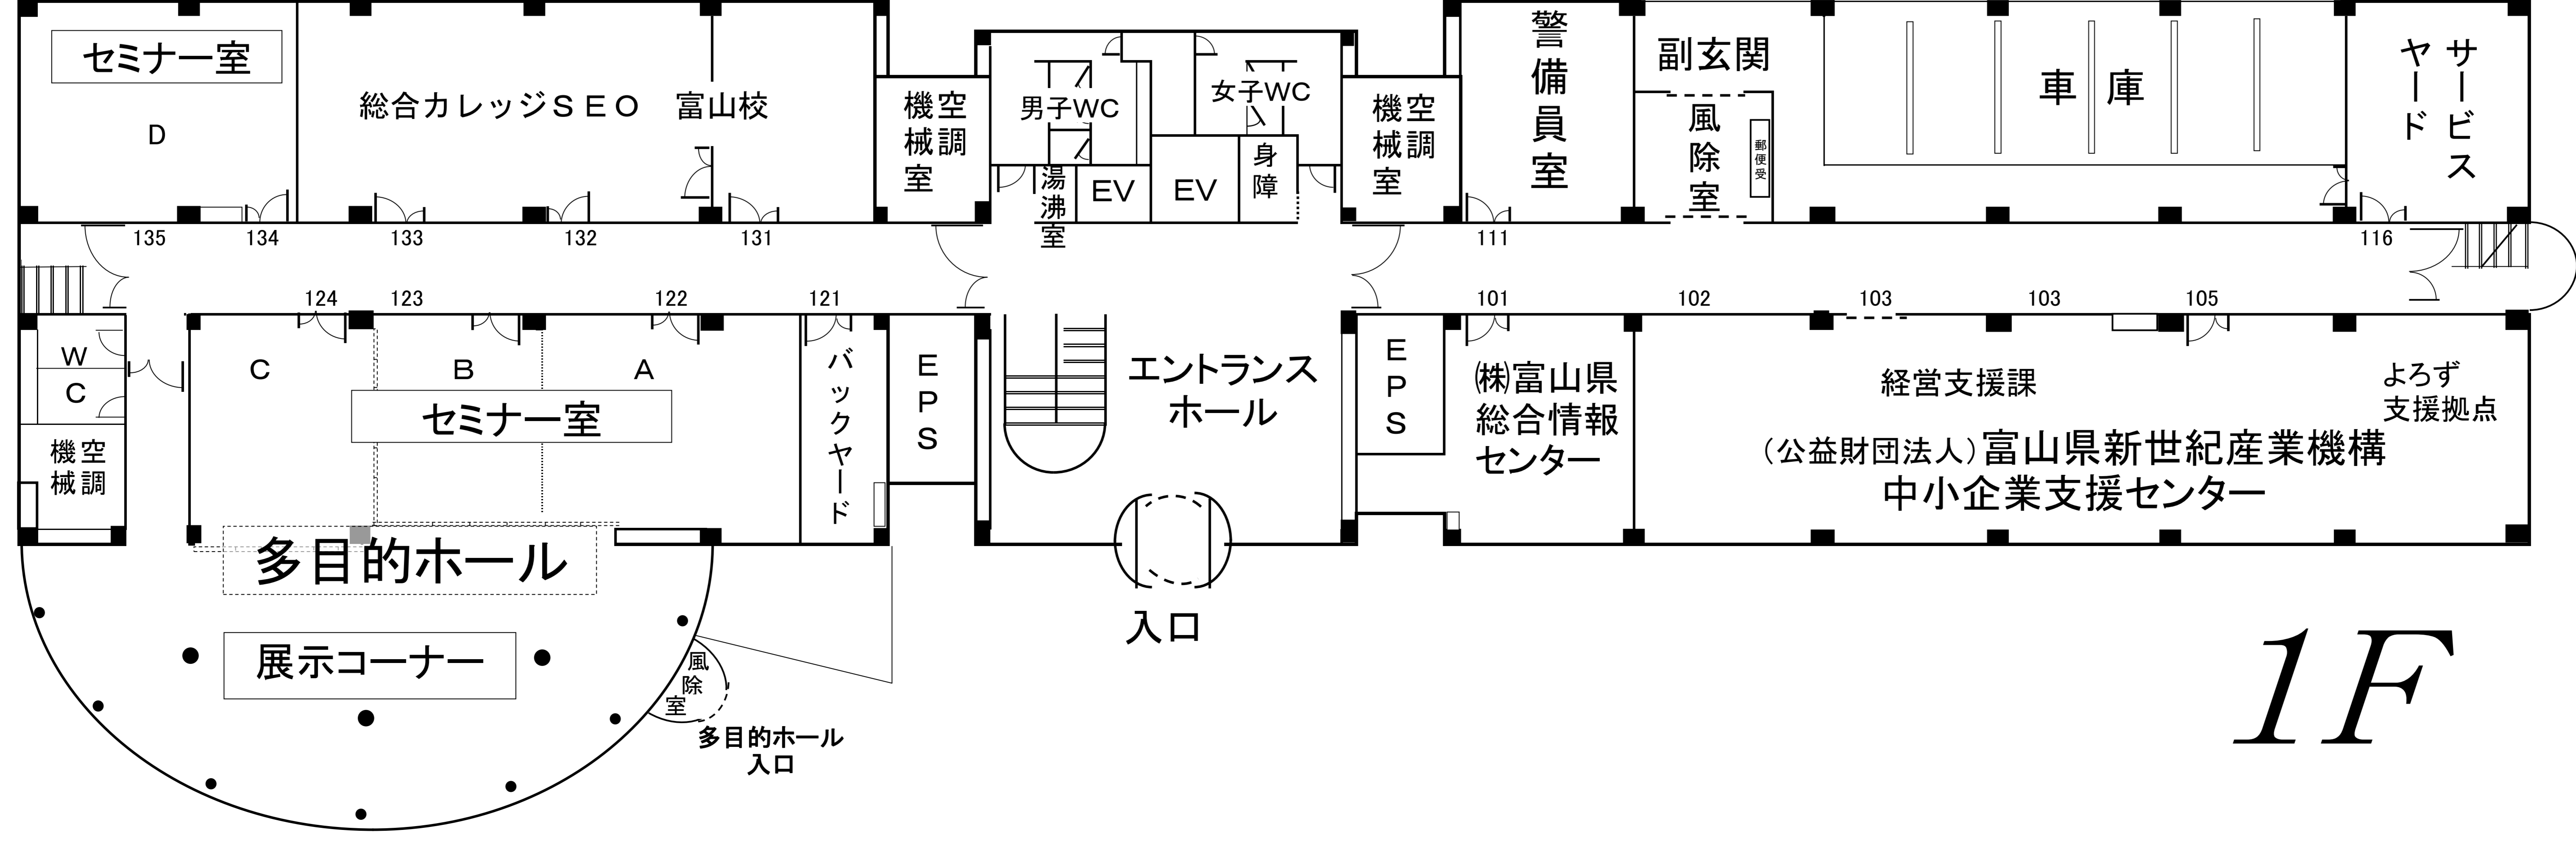 セミナー室
D
総合カレッジSEO 富山校
空調
機械室
男子WC
女子WC
湯沸室
EV
EV
身障
空調
機械室
警備員室
副玄関
風除室
郵便受
車庫
サービス
ヤード
135
134
133
132
131
111
116
124
123
122
121
101
102
103
103
105
WC
空調
機械
C
B
A
セミナー室
バックヤード
EPS
エントランス
ホール
EPS
㈱富山県
総合情報
センター
経営支援課
よろず
支援拠点
（公益財団法人）富山県新世紀産業機構
中小企業支援センター
多目的ホール
展示コーナー
風除室
多目的ホール
入口
入口
1F